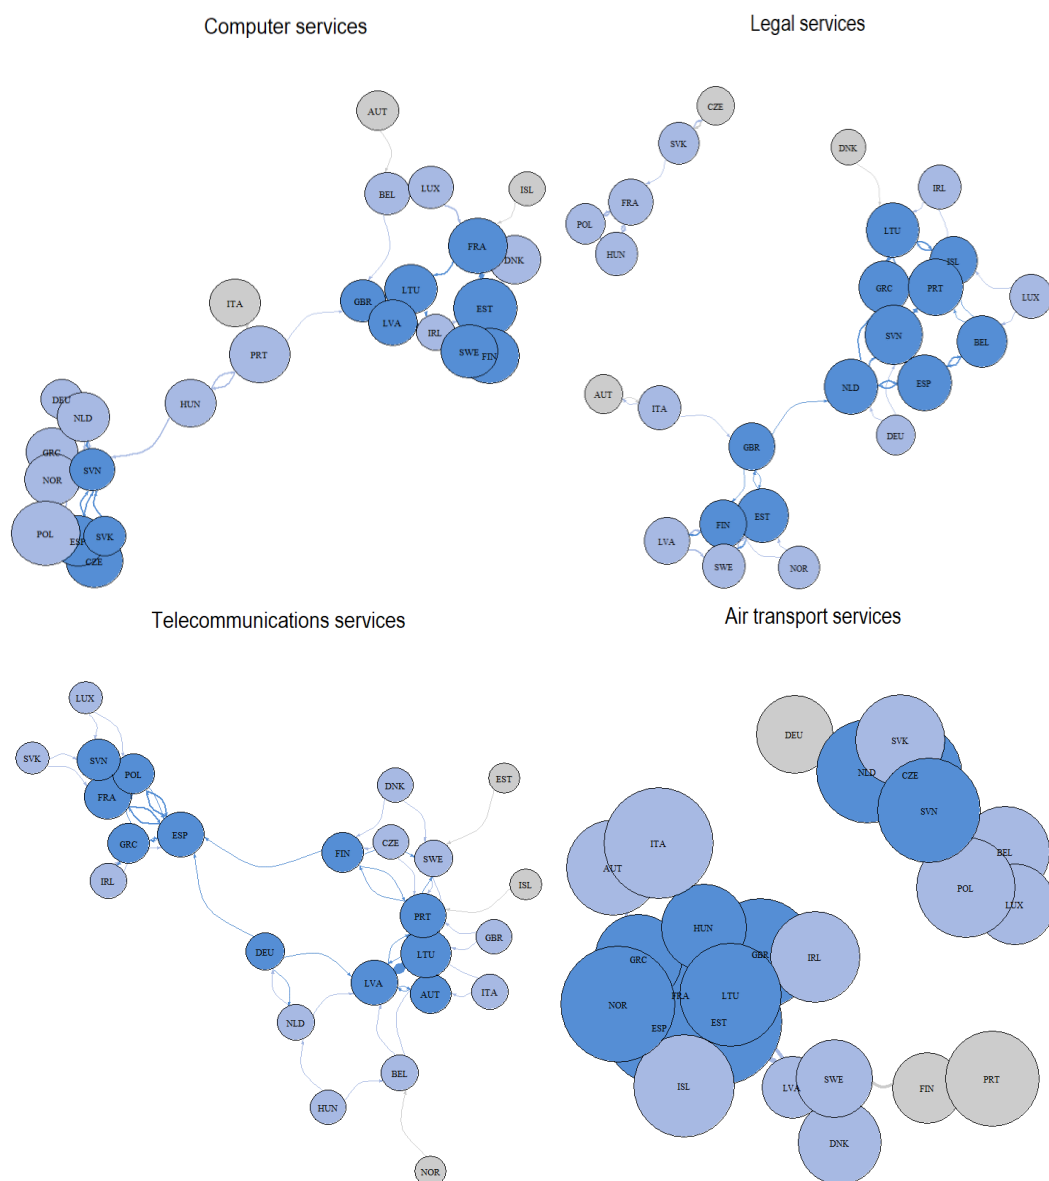 Computer services
AUT
BEL
LUX
ISL
FRA
DNK
LTU
GBR
EST
LVA
IRL
SWE
FIN
ITA
PRT
HUN
DEU
NLD
GRC
SVN
NOR
POL
ESP
SVK
CZE
Legal services
CZE
SVK
FRA
POL
HUN
DNK
IRL
LTU
ISL
GRC
PRT
LUX
SVN
BEL
NLD
ESP
DEU
AUT
ITA
GBR
EST
FIN
LVA
SWE
NOR
Telecommunications services
LUX
SVK
SVN
POL
FRA
GRC
ESP
IRL
DNK
EST
CZE
FIN
SWE
ISL
PRT
GBR
LTU
DEU
LVA
AUT
ITA
NLD
BEL
HUN
NOR
Air transport services
DEU
SVK
NLD
CZE
SVN
BEL
POL
LUX
ITA
AUT
HUN
GRC
GBR
IRL
NOR
FRA
LTU
ESP
EST
ISL
LVA
SWE
FIN
PRT
DNK